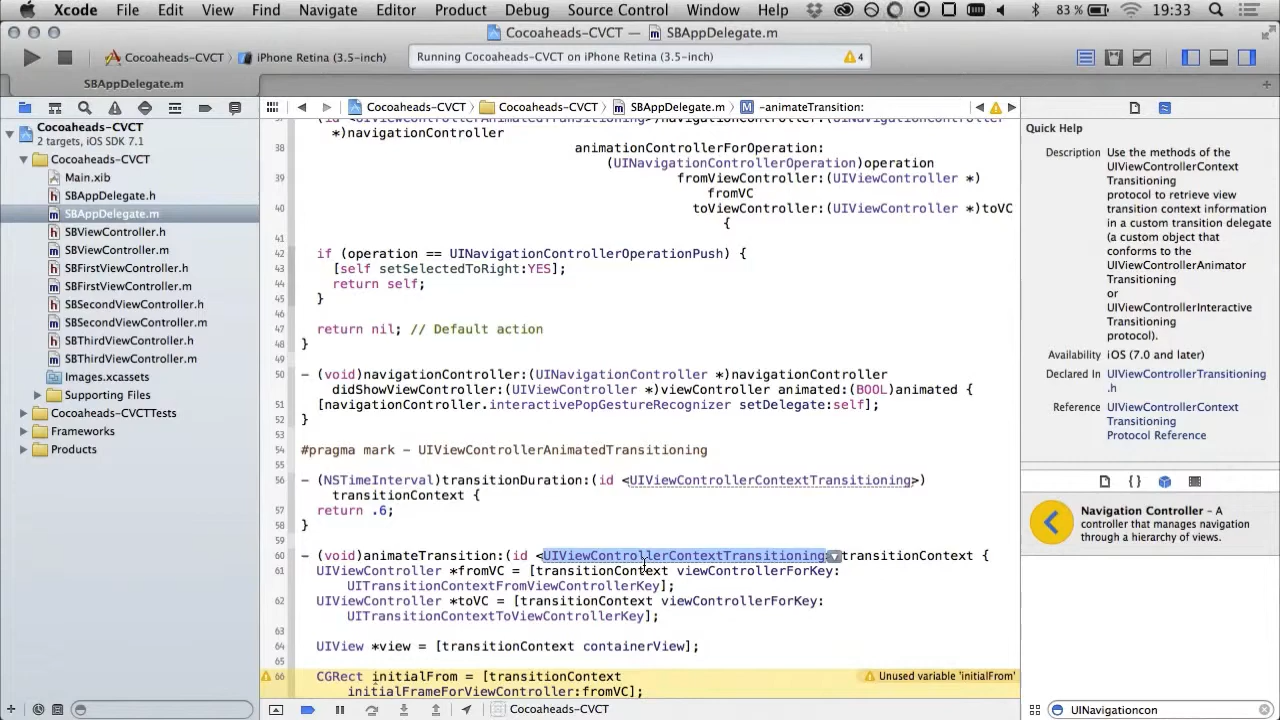 Xcode File Edit View Find Navigate Editor Product Debug Source Control Window Help 83 % 19:33
Cocoaheads-CVCT — SBAppDelegate.m
Cocoaheads-CVCT iPhone Retina (3.5-inch) Running Cocoaheads-CVCT on iPhone Retina (3.5-inch) 4
SBAppDelegate.m
Cocoaheads-CVCT Cocoaheads-CVCT SBAppDelegate.m -animateTransition:
Cocoaheads-CVCT
2 targets, iOS SDK 7.1
Cocoaheads-CVCT
Main.xib
SBAppDelegate.h
SBAppDelegate.m
SBViewController.h
SBViewController.m
SBFirstViewController.h
SBFirstViewController.m
SBSecondViewController.h
SBSecondViewController.m
SBThirdViewController.h
SBThirdViewController.m
Images.xcassets
Supporting Files
Cocoaheads-CVCTTests
Frameworks
Products
37 (id <UIViewControllerAnimatedTransitioning>)navigationController:(UINavigationController
*)navigationController
38 animationControllerForOperation:
(UINavigationControllerOperation)operation
39 fromViewController:(UIViewController *)
fromVC
40 toViewController:(UIViewController *)toVC
{
41
42 if (operation == UINavigationControllerOperationPush) {
43 [self setSelectedToRight:YES];
44 return self;
45 }
46
47 return nil; // Default action
48 }
49
50 - (void)navigationController:(UINavigationController *)navigationController
didShowViewController:(UIViewController *)viewController animated:(BOOL)animated {
51 [navigationController.interactivePopGestureRecognizer setDelegate:self];
52 }
53
54 #pragma mark - UIViewControllerAnimatedTransitioning
55
56 - (NSTimeInterval)transitionDuration:(id <UIViewControllerContextTransitioning>)
transitionContext {
57 return .6;
58 }
59
60 - (void)animateTransition:(id <UIViewControllerContextTransitioning> transitionContext {
61 UIViewController *fromVC = [transitionContext viewControllerForKey:
UITransitionContextFromViewControllerKey];
62 UIViewController *toVC = [transitionContext viewControllerForKey:
UITransitionContextToViewControllerKey];
63
64 UIView *view = [transitionContext containerView];
65
66 CGRect initialFrom = [transitionContext Unused variable 'initialFrom'
initialFrameForViewController:fromVC];
Cocoaheads-CVCT
Quick Help
Description Use the methods of the
UIViewControllerContext
Transitioning
protocol to retrieve view
transition context information
in a custom transition delegate
(a custom object that
conforms to the
UIViewControllerAnimator
Transitioning
or
UIViewControllerInteractive
Transitioning
protocol).
Availability iOS (7.0 and later)
Declared In UIViewControllerTransitioning
.h
Reference UIViewControllerContext
Transitioning
Protocol Reference
{}
Navigation Controller - A
controller that manages navigation
through a hierarchy of views.
UINavigationcon